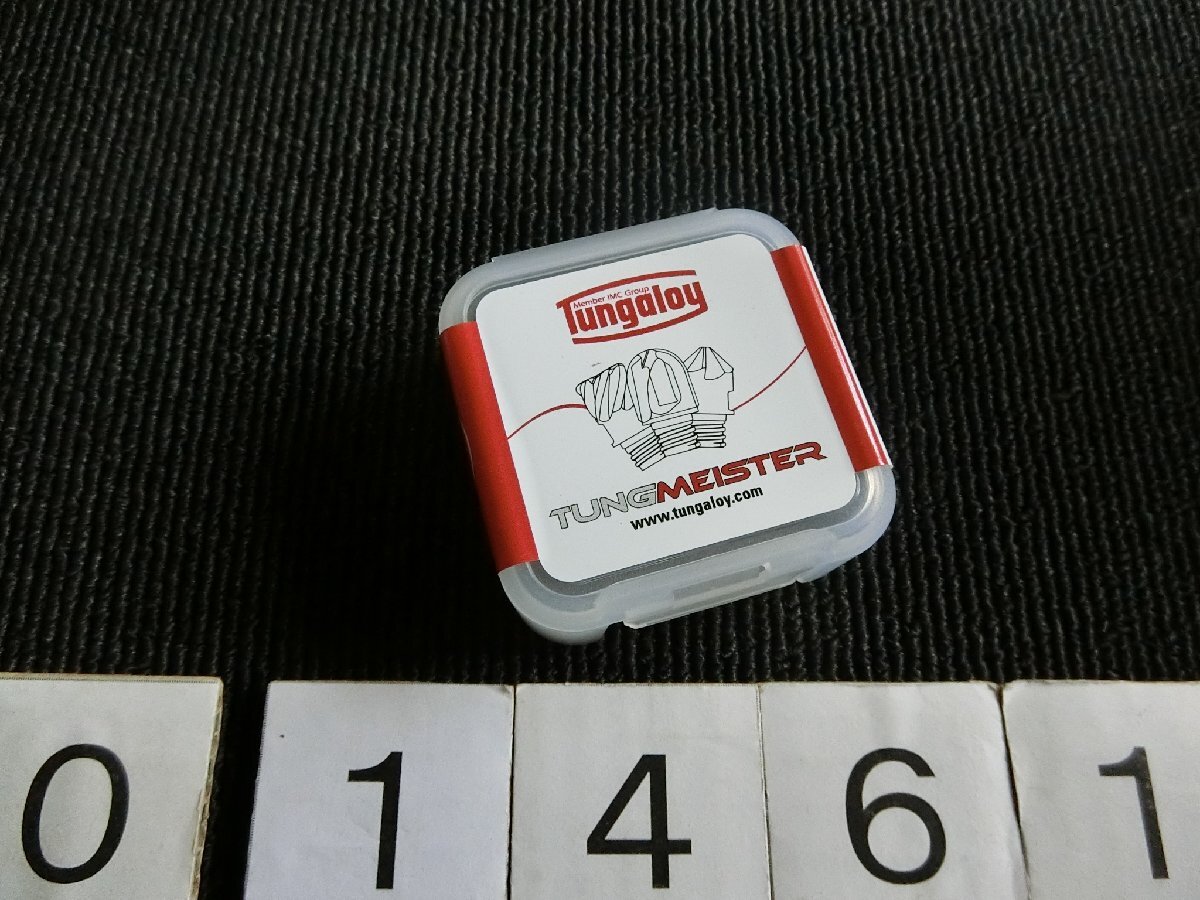 Member IMC Group
Tungaloy
TUNGMEISTER
www.tungaloy.com
0 1 4 6 1